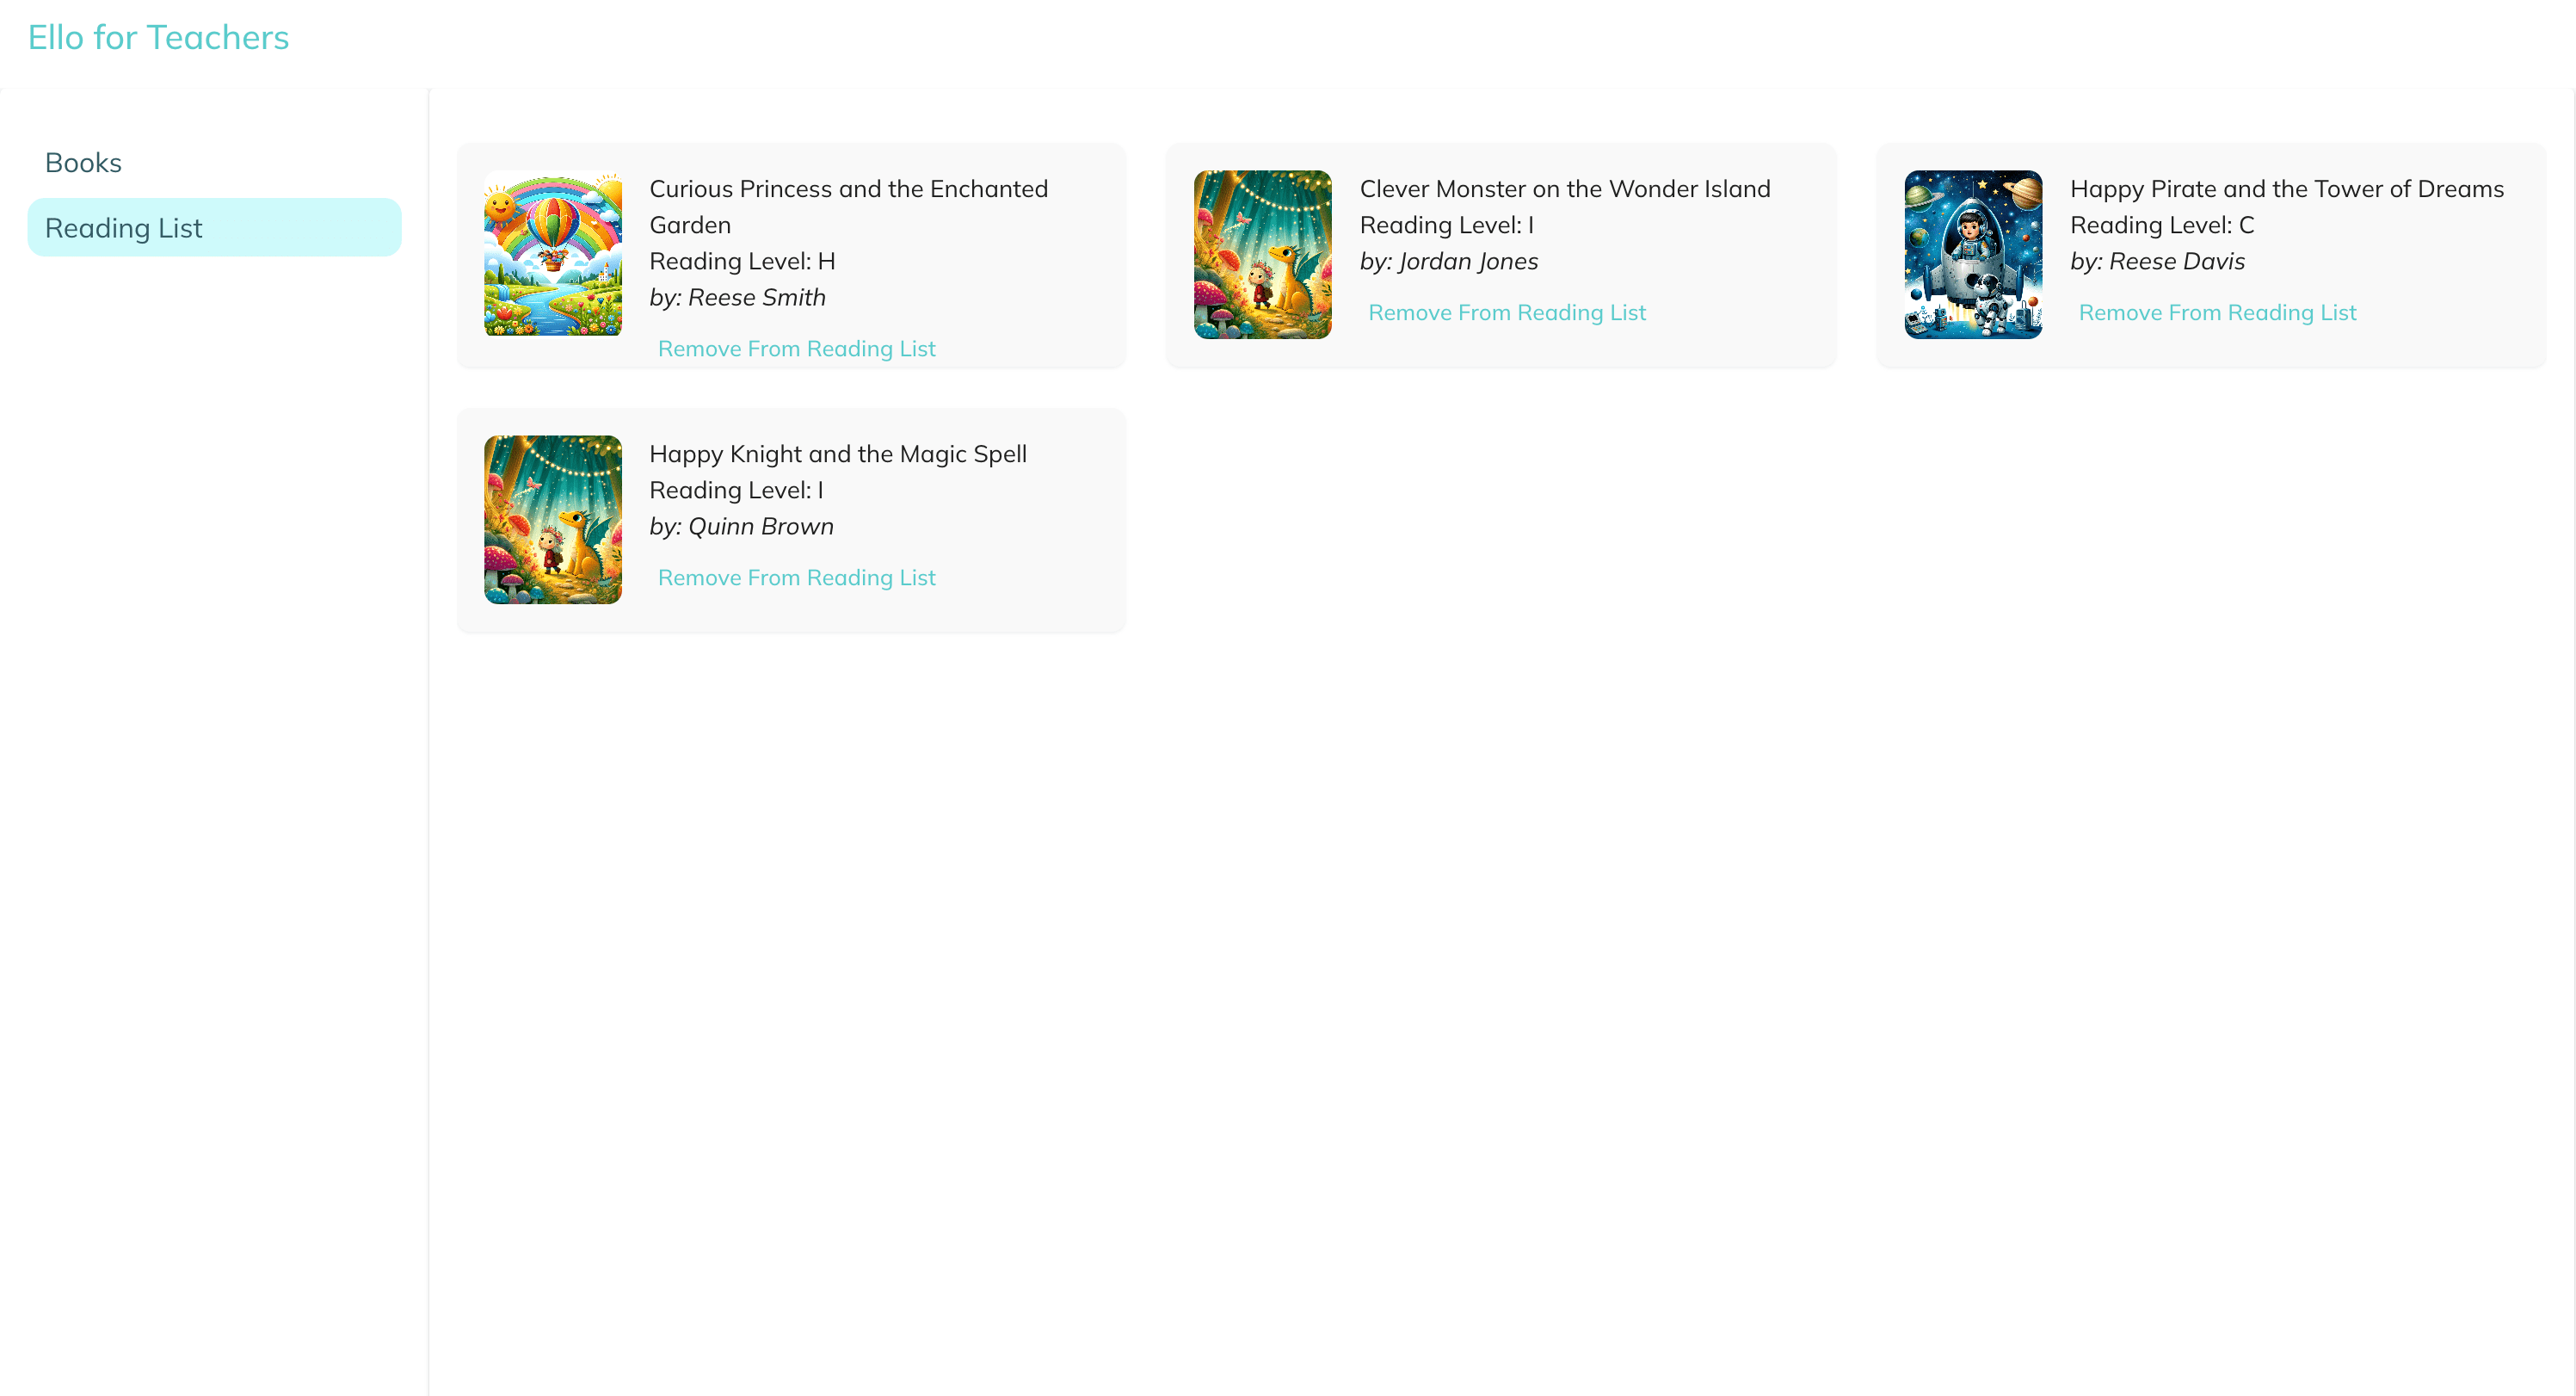 Ello for Teachers
Books
Reading List
Curious Princess and the Enchanted
Garden
Reading Level: H
by: Reese Smith
Remove From Reading List
Clever Monster on the Wonder Island
Reading Level: I
by: Jordan Jones
Remove From Reading List
Happy Pirate and the Tower of Dreams
Reading Level: C
by: Reese Davis
Remove From Reading List
Happy Knight and the Magic Spell
Reading Level: I
by: Quinn Brown
Remove From Reading List